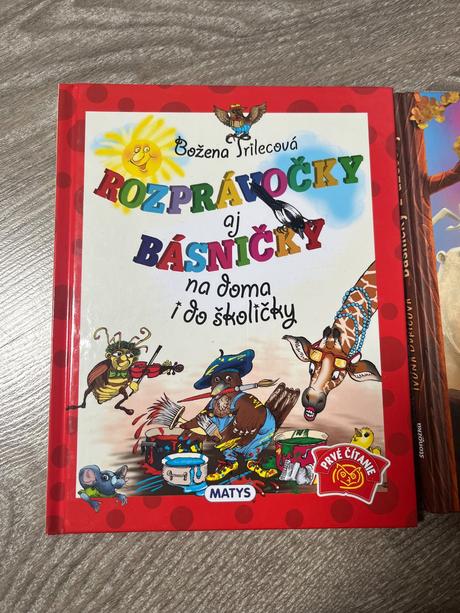 Božena Trilecová
ROZPRÁVOČKY
aj
BÁSNIČKY
na doma
i do školičky
MATYS
PRVÉ ČÍTANIE